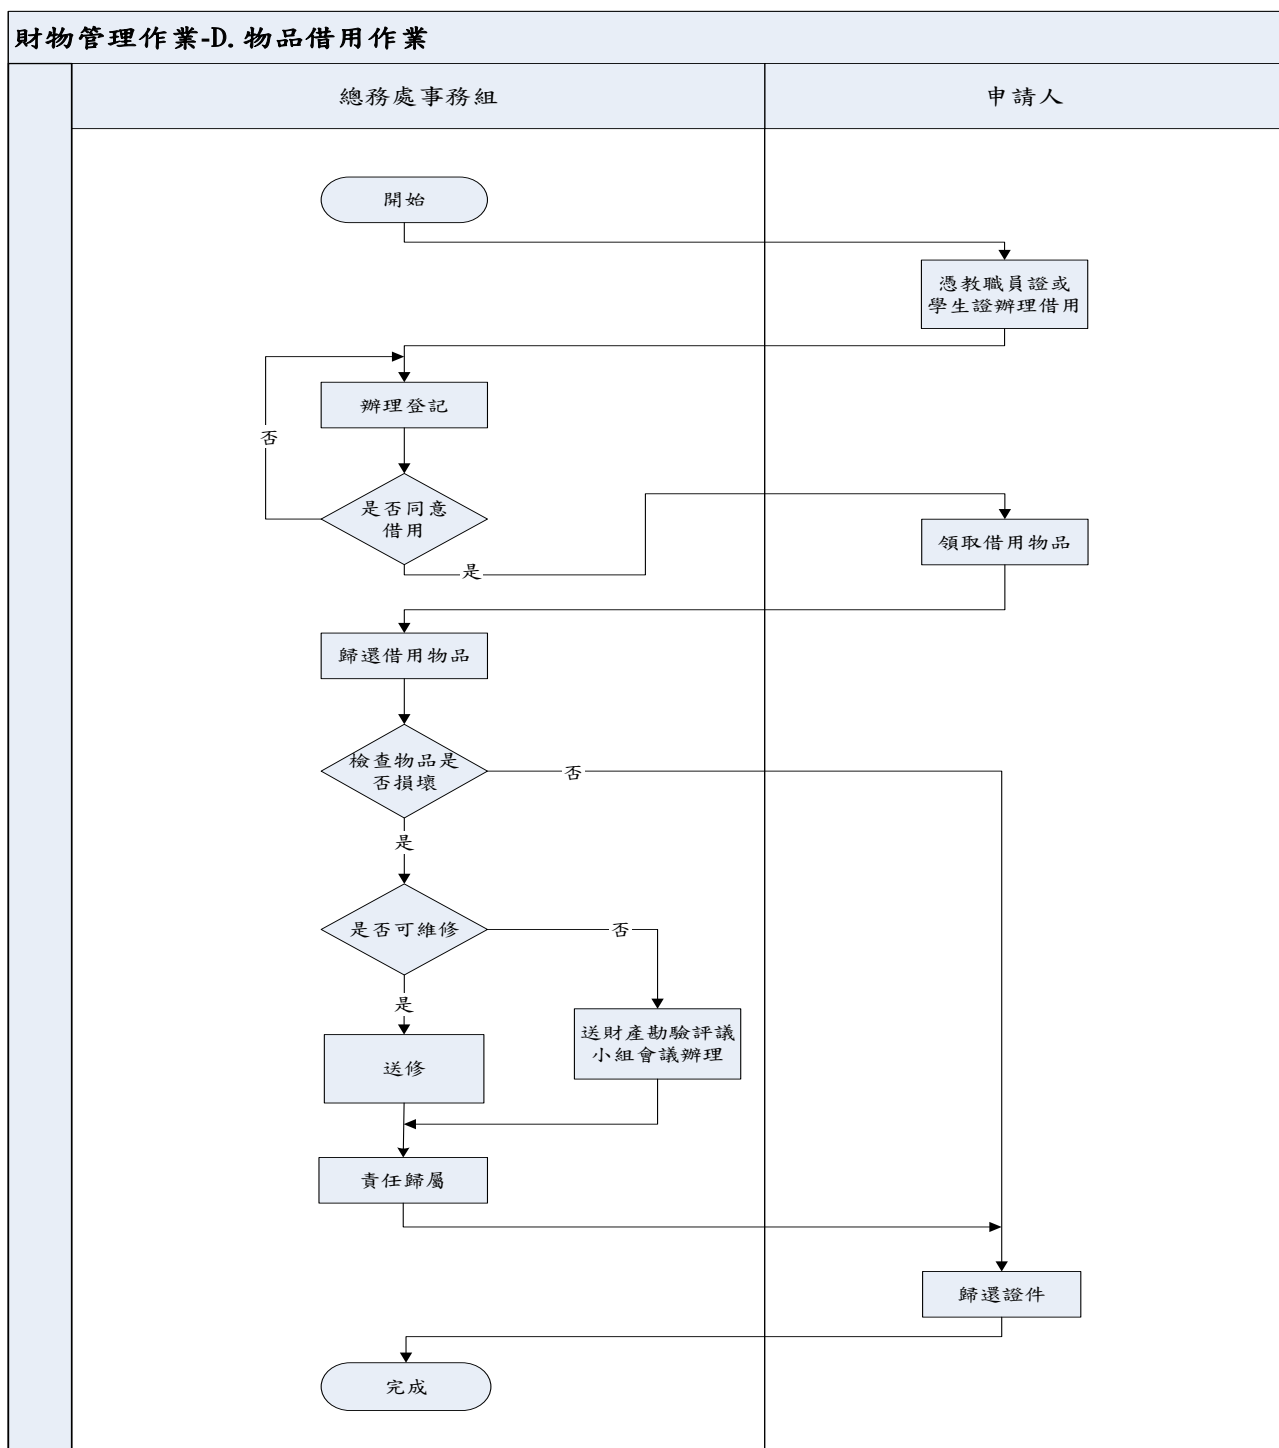 財物管理作業-D.物品借用作業
總務處事務組
申請人
開始
憑教職員證或
學生證辦理借用
辦理登記
否
是否同意
借用
是
領取借用物品
歸還借用物品
檢查物品是
否損壞
否
是
是否可維修
否
是
送財產勘驗評議
小組會議辦理
送修
責任歸屬
歸還證件
完成